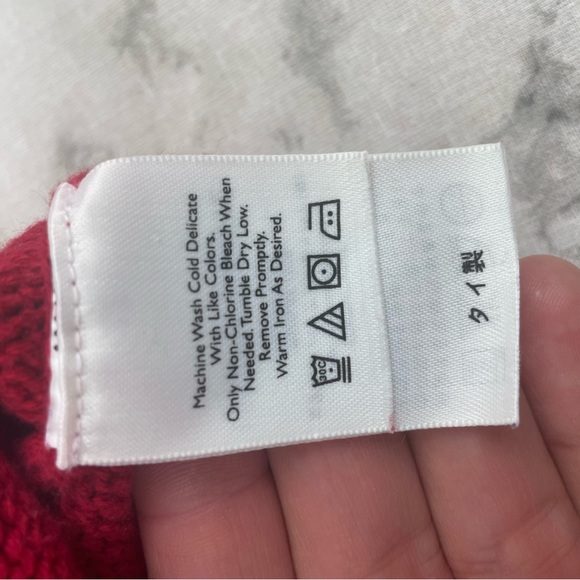 Machine Wash Cold Delicate
With Like Colors.
Only Non-Chlorine Bleach When
Needed. Tumble Dry Low.
Remove Promptly.
Warm Iron As Desired.
30C
タイ製